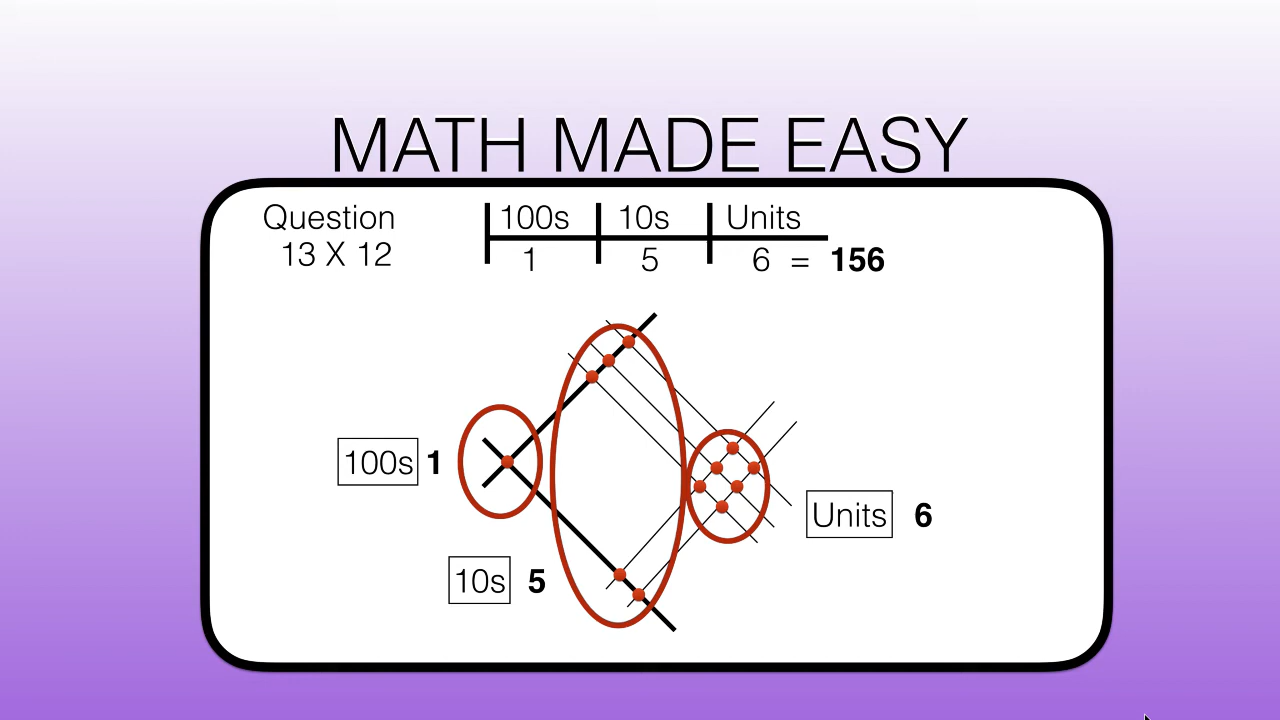 MATH MADE EASY
Question
13 X 12
100s 10s Units
1 5 6 = 156
100s 1
Units 6
10s 5